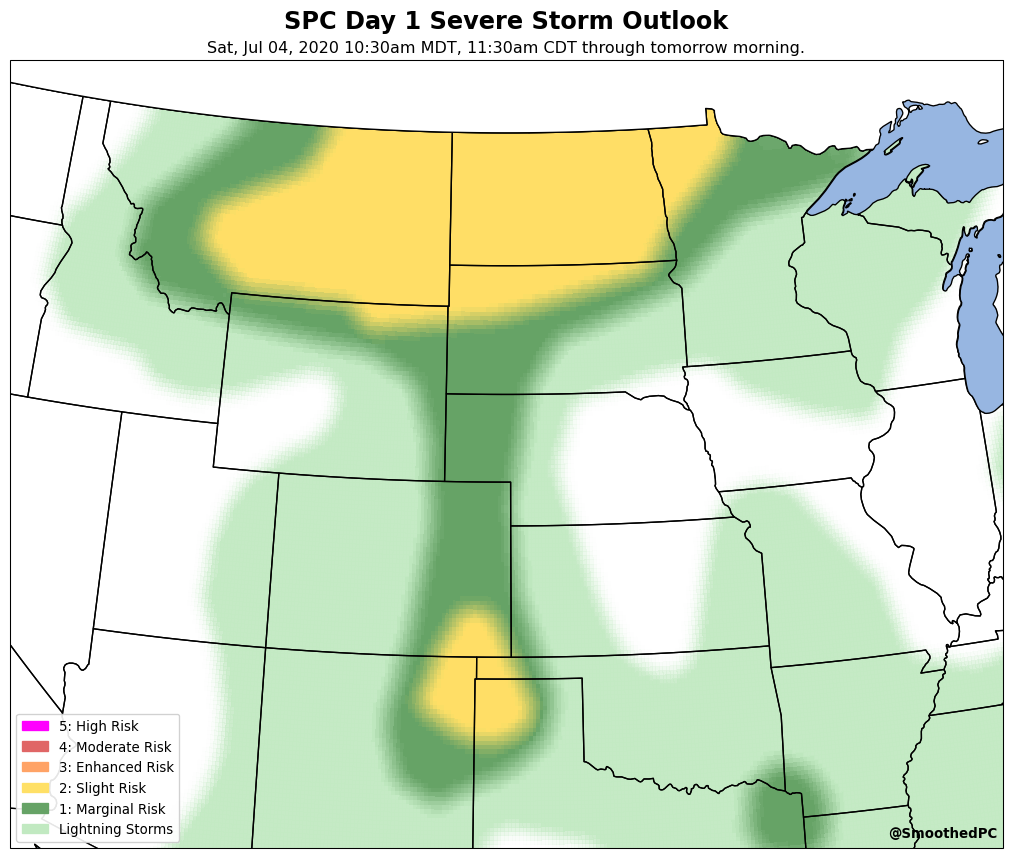 SPC Day 1 Severe Storm Outlook
Sat, Jul 04, 2020 10:30am MDT, 11:30am CDT through tomorrow morning.
5: High Risk
4: Moderate Risk
3: Enhanced Risk
2: Slight Risk
1: Marginal Risk
Lightning Storms
@SmoothedPC